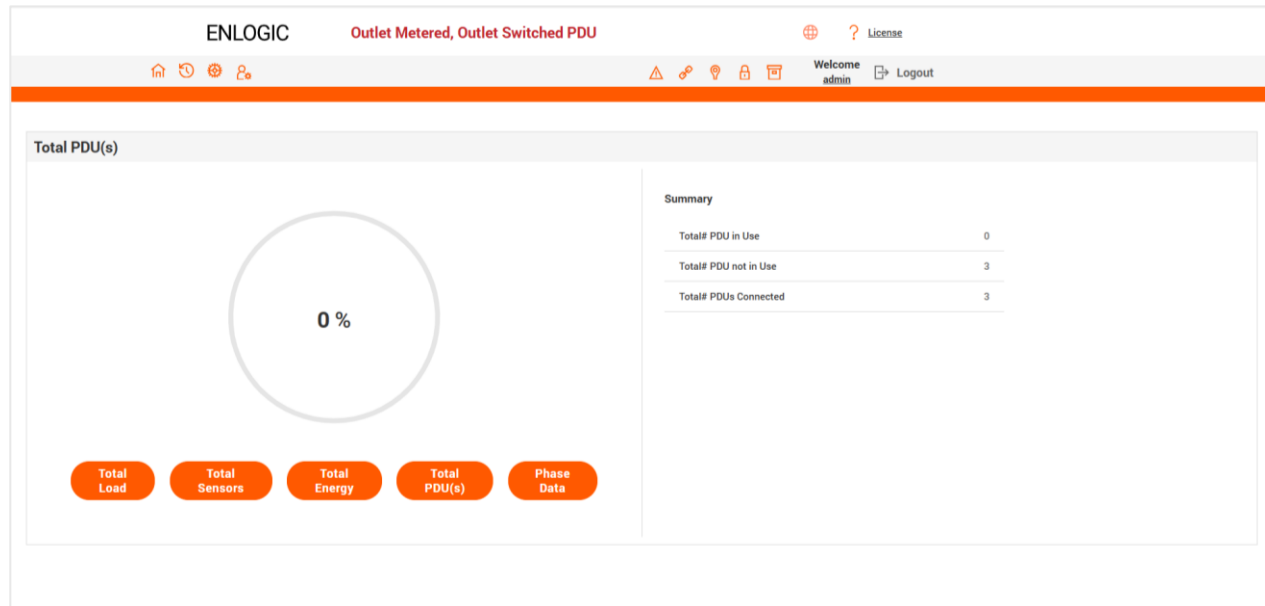 ENLOGIC
Outlet Metered, Outlet Switched PDU
? License
Welcome
admin
Logout
Total PDU(s)
0 %
Total
Load
Total
Sensors
Total
Energy
Total
PDU(s)
Phase
Data
Summary
Total# PDU in Use 0
Total# PDU not in Use 3
Total# PDUs Connected 3